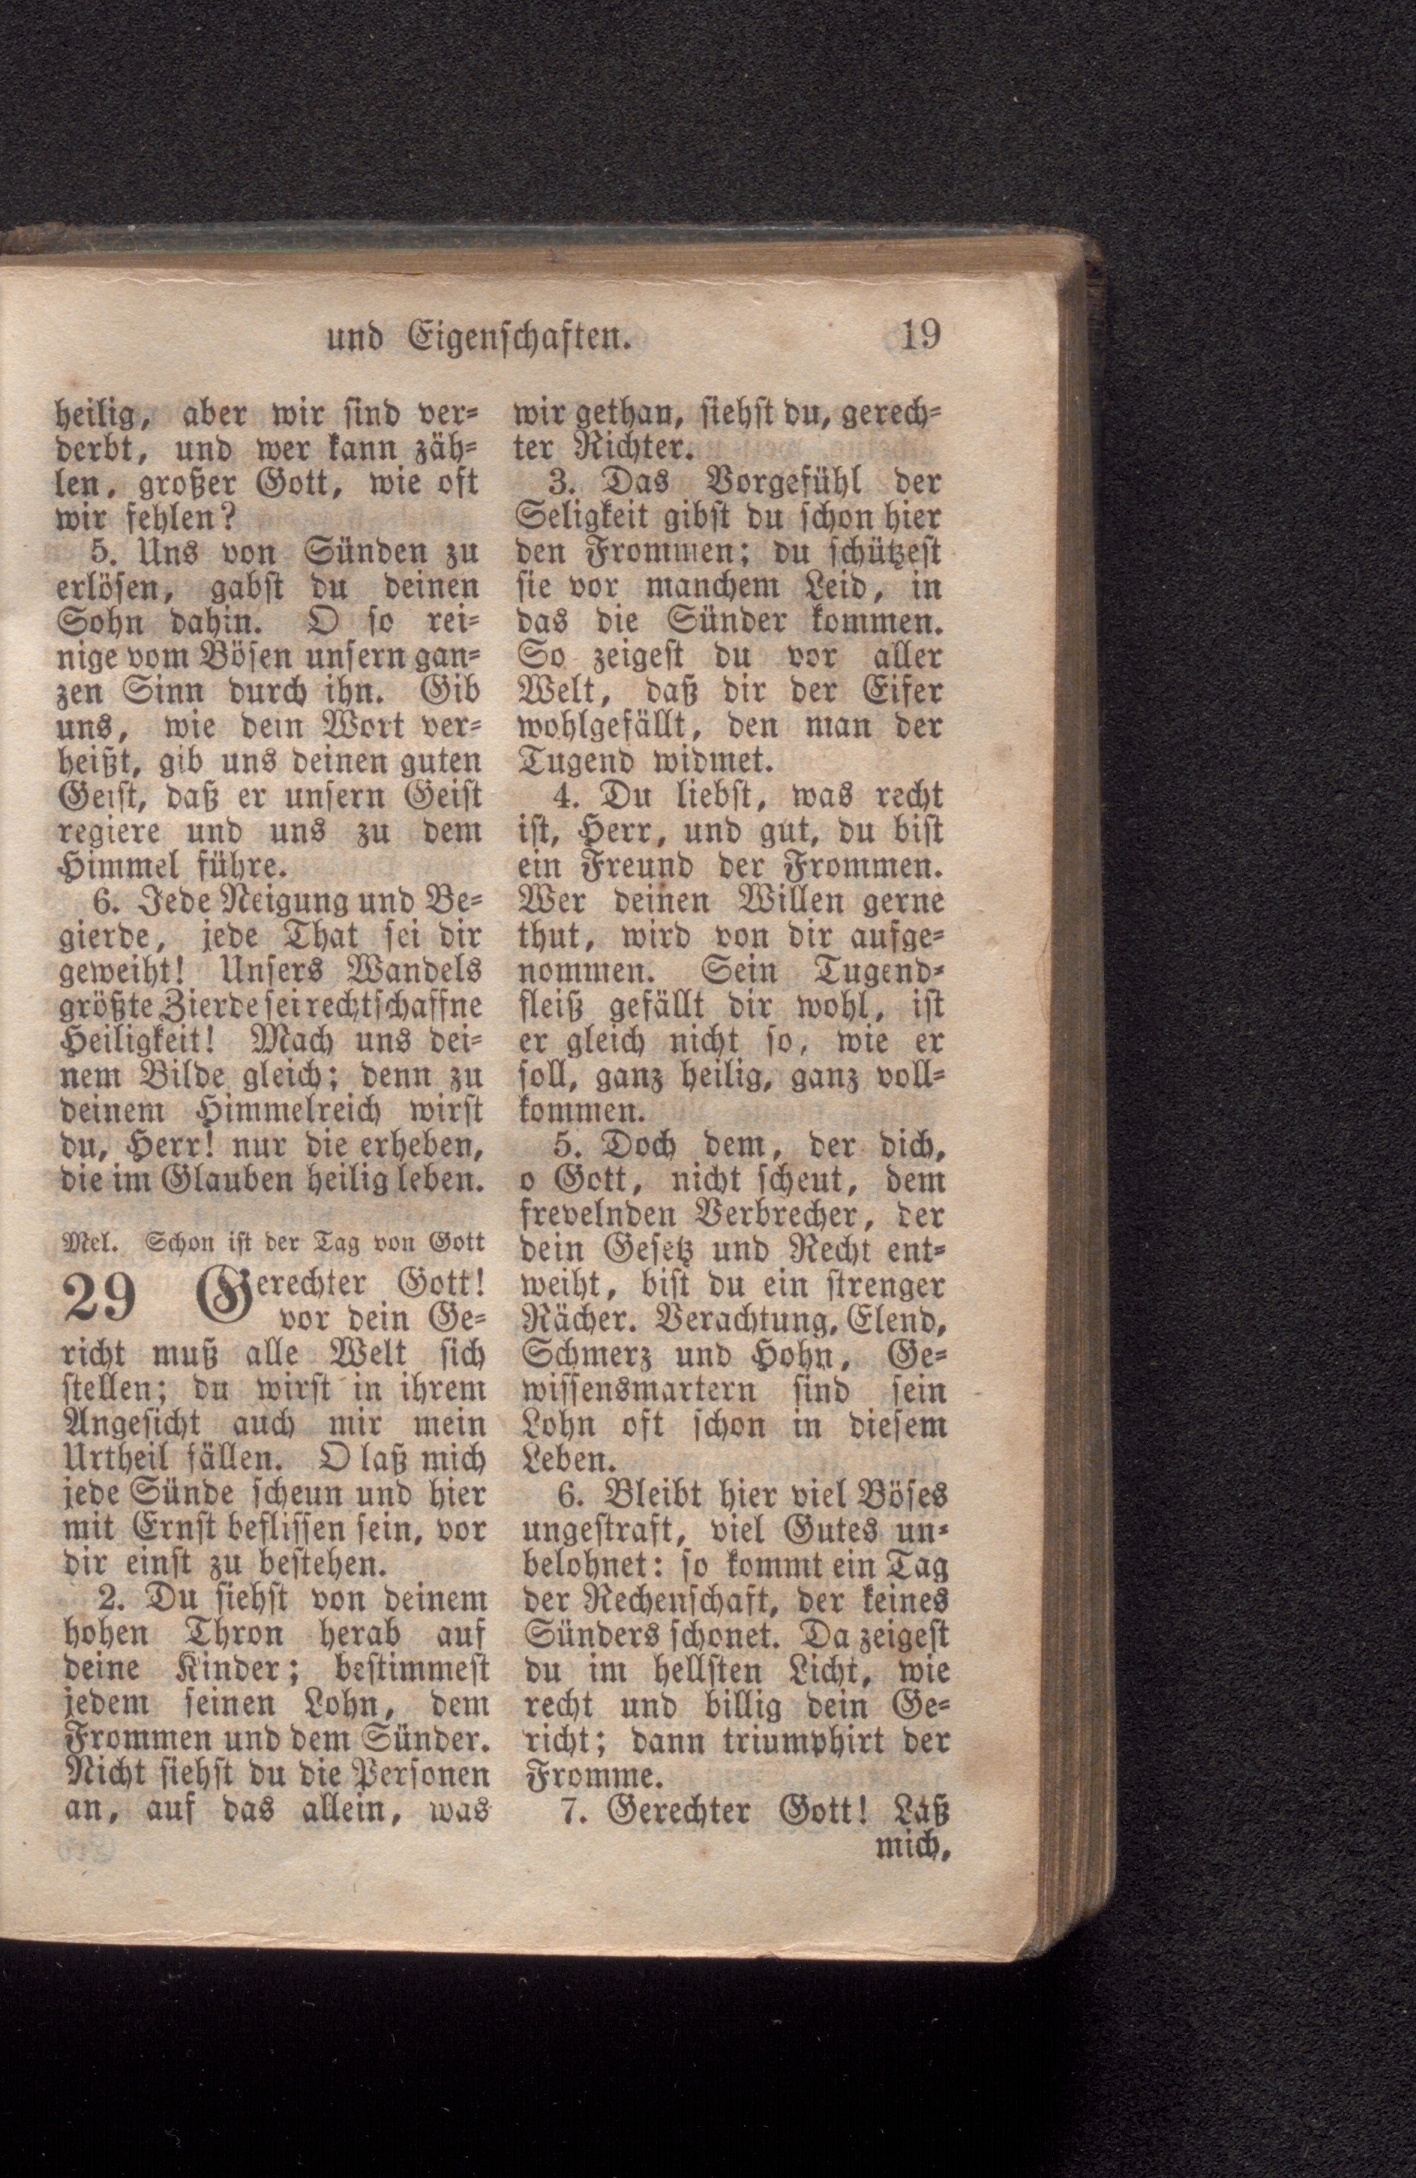 und Eigenschaften. 19
heilig, aber wir sind ver-
derbt, und wer kann zäh-
len, großer Gott, wie oft
wir fehlen?
5. Uns von Sünden zu
erlösen, gabst du deinen
Sohn dahin. O so rei-
nige vom Bösen unsern gan-
zen Sinn durch ihn. Gib
uns, wie dein Wort ver-
heißt, gib uns deinen guten
Geist, daß er unsern Geist
regiere und uns zu dem
Himmel führe.
6. Jede Neigung und Be-
gierde, jede That sei dir
geweiht! Unsers Wandels
größte Zierde sei rechtschaffne
Heiligkeit! Mach uns dei-
nem Bilde gleich; denn zu
deinem Himmelreich wirst
du, Herr! nur die erheben,
die im Glauben heilig leben.
Mel. Schon ist der Tag von Gott
29 Gerechter Gott!
vor dein Ge-
richt muß alle Welt sich
stellen; du wirst in ihrem
Angesicht auch mir mein
Urtheil fällen. O laß mich
jede Sünde scheun und hier
mit Ernst beflissen sein, vor
dir einst zu bestehen.
2. Du siehst von deinem
hohen Thron herab auf
deine Kinder; bestimmest
jedem seinen Lohn, dem
Frommen und dem Sünder.
Nicht siehst du die Personen
an, auf das allein, was
wir gethan, siehst du, gerech-
ter Richter.
3. Das Vorgefühl der
Seligkeit gibst du schon hier
den Frommen; du schützest
sie vor manchem Leid, in
das die Sünder kommen.
So zeigest du vor aller
Welt, daß dir der Eifer
wohlgefällt, den man der
Tugend widmet.
4. Du liebst, was recht
ist, Herr, und gut, du bist
ein Freund der Frommen.
Wer deinen Willen gerne
thut, wird von dir aufge-
nommen. Sein Tugend-
fleiß gefällt dir wohl, ist
er gleich nicht so, wie er
soll, ganz heilig, ganz voll-
kommen.
5. Doch dem, der dich,
o Gott, nicht scheut, dem
frevelnden Verbrecher, der
dein Gesetz und Recht ent-
weiht, bist du ein strenger
Rächer. Verachtung, Elend,
Schmerz und Hohn, Ge-
wissensmartern sind sein
Lohn oft schon in diesem
Leben.
6. Bleibt hier viel Böses
ungestraft, viel Gutes un-
belohnet: so kommt ein Tag
der Rechenschaft, der keines
Sünders schonet. Da zeigest
du im hellsten Licht, wie
recht und billig dein Ge-
richt; dann triumphirt der
Fromme.
7. Gerechter Gott! Laß
mich,